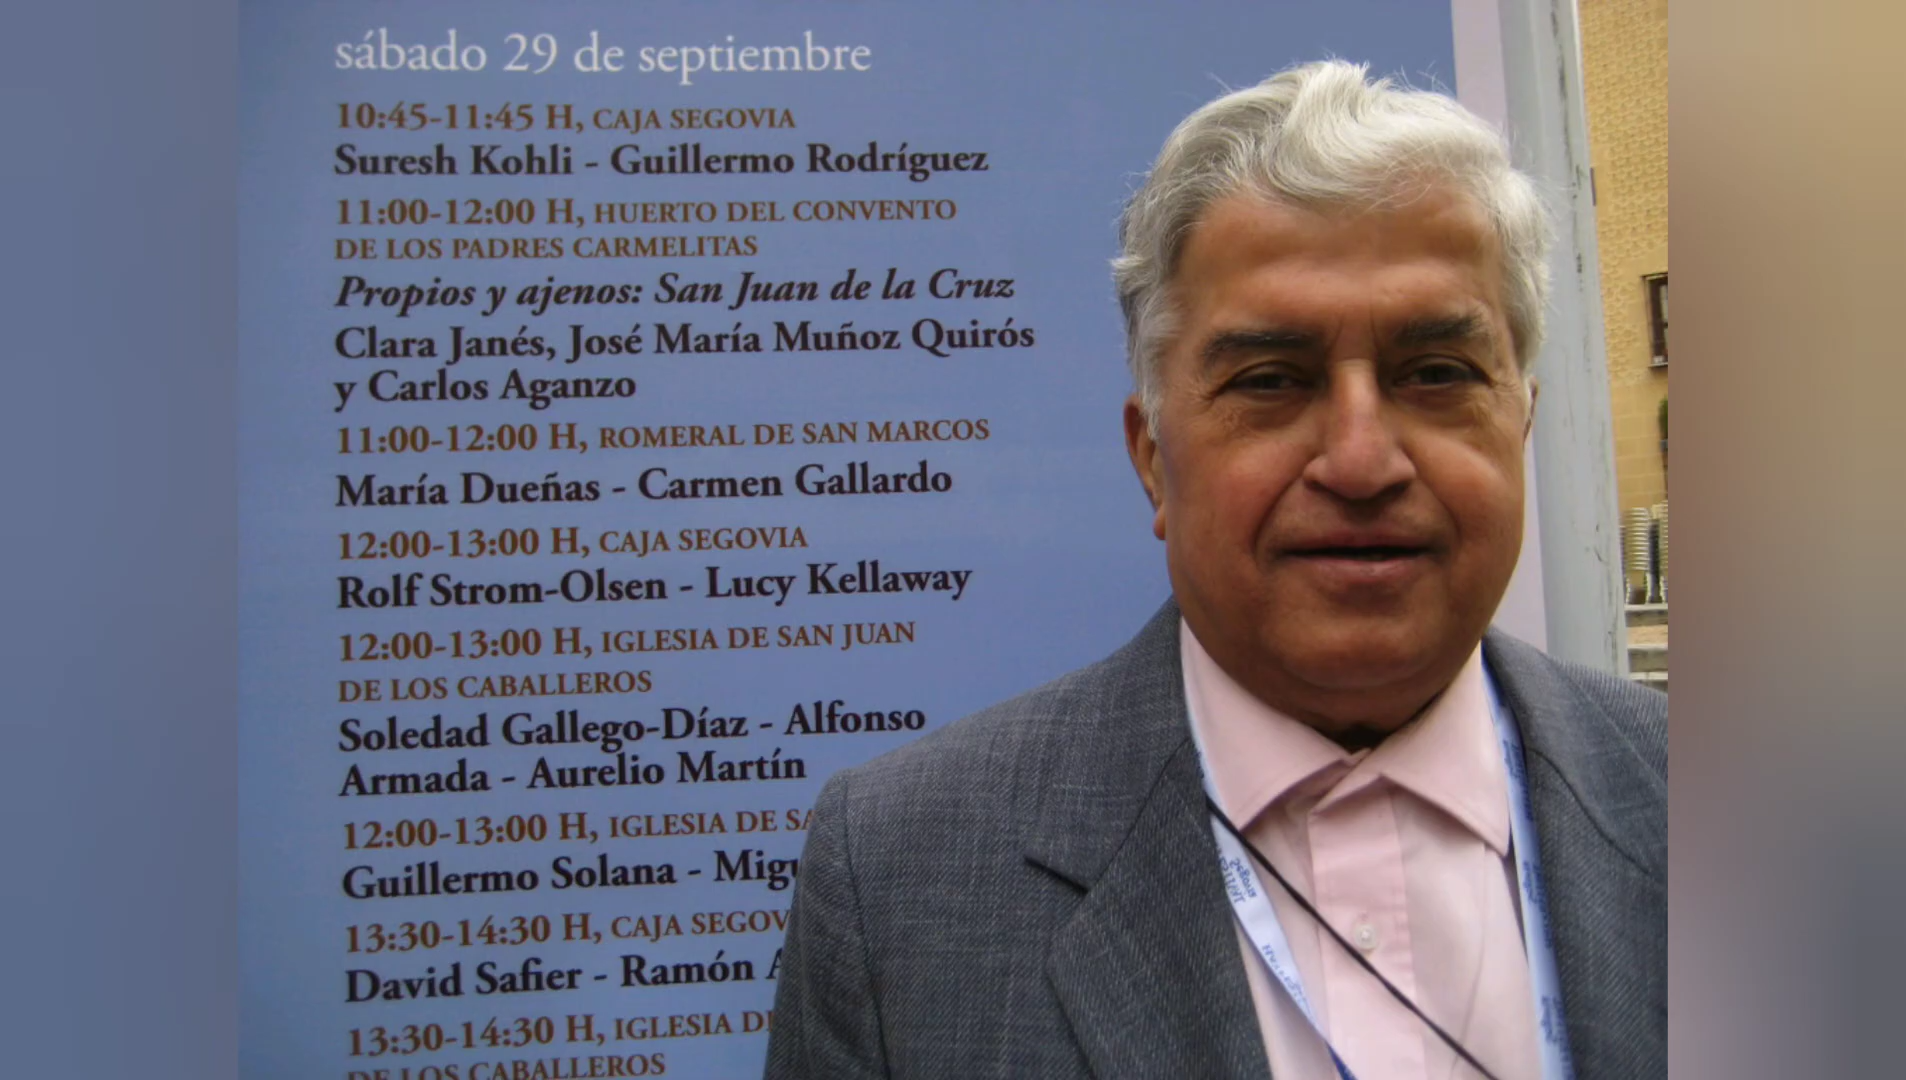 sábado 29 de septiembre
10:45-11:45 H, CAJA SEGOVIA
Suresh Kohli - Guillermo Rodríguez
11:00-12:00 H, HUERTO DEL CONVENTO
DE LOS PADRES CARMELITAS
Propios y ajenos: San Juan de la Cruz
Clara Janés, José María Muñoz Quirós
y Carlos Aganzo
11:00-12:00 H, ROMERAL DE SAN MARCOS
María Dueñas - Carmen Gallardo
12:00-13:00 H, CAJA SEGOVIA
Rolf Strom-Olsen - Lucy Kellaway
12:00-13:00 H, IGLESIA DE SAN JUAN
DE LOS CABALLEROS
Soledad Gallego-Díaz - Alfonso
Armada - Aurelio Martín
12:00-13:00 H, IGLESIA DE
Guillermo Solana -
13:30-14:30 H, CAJA
David Safier - Ramón
13:30-14:30 H, IGLESIA
DE LOS CABALLEROS